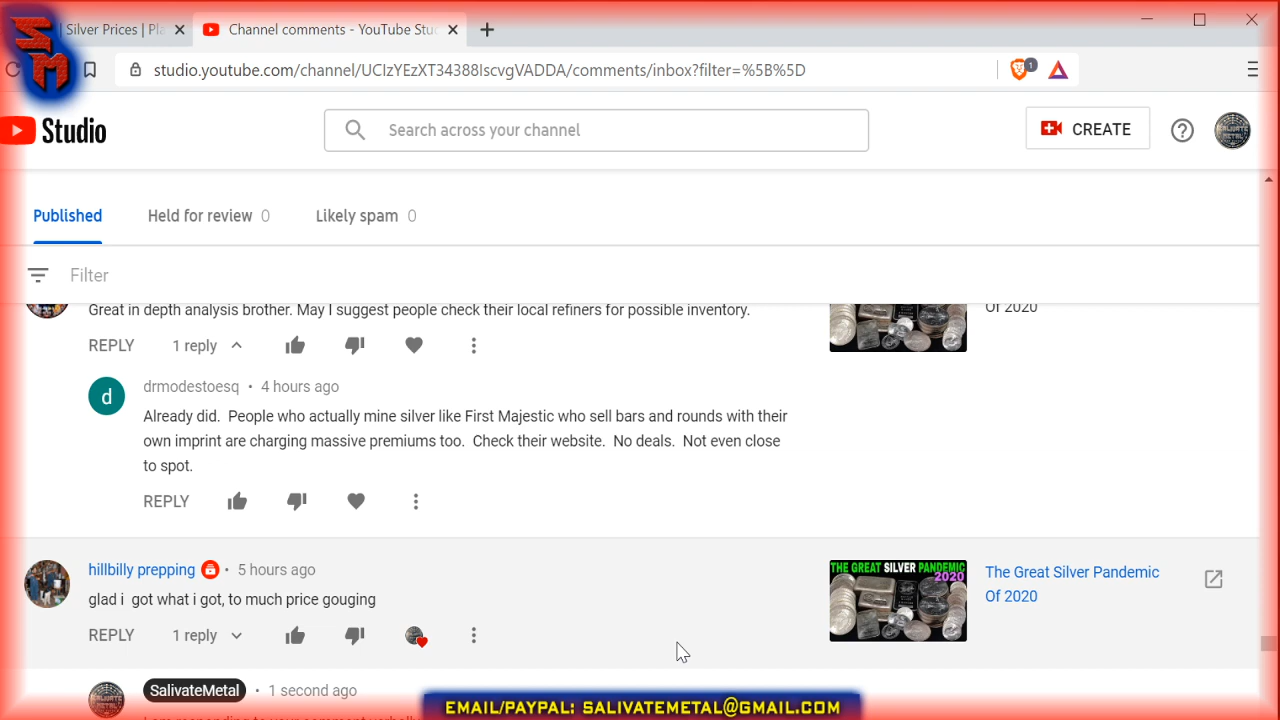 SM
Silver Prices | Pla
Channel comments - YouTube Stud
studio.youtube.com/channel/UCIzYEzXT34388IscvgVADDA/comments/inbox?filter=%5B%5D
1
Studio
Search across your channel
CREATE
Published
Held for review 0
Likely spam 0
Filter
Great in depth analysis brother. May I suggest people check their local refiners for possible inventory.
Of 2020
REPLY
1 reply
d
drmodestoesq • 4 hours ago
Already did. People who actually mine silver like First Majestic who sell bars and rounds with their
own imprint are charging massive premiums too. Check their website. No deals. Not even close
to spot.
REPLY
hillbilly prepping • 5 hours ago
glad i got what i got, to much price gouging
THE GREAT SILVER PANDEMIC
2020
The Great Silver Pandemic
Of 2020
REPLY
1 reply
SalivateMetal • 1 second ago
EMAIL/PAYPAL: SALIVATEMETAL@GMAIL.COM